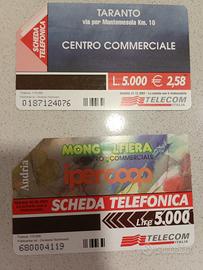 SCHEDA
TELEFONICA
TARANTO
via per Montemesola Km. 10
CENTRO COMMERCIALE
L.5.000 € 2,58
0187124076
TELECOM
ITALIA
MONGOLFIERA
COMMERCIALE
ipercoop
Andria
SCHEDA TELEFONICA
Lire 5.000
680004119
TELECOM
ITALIA